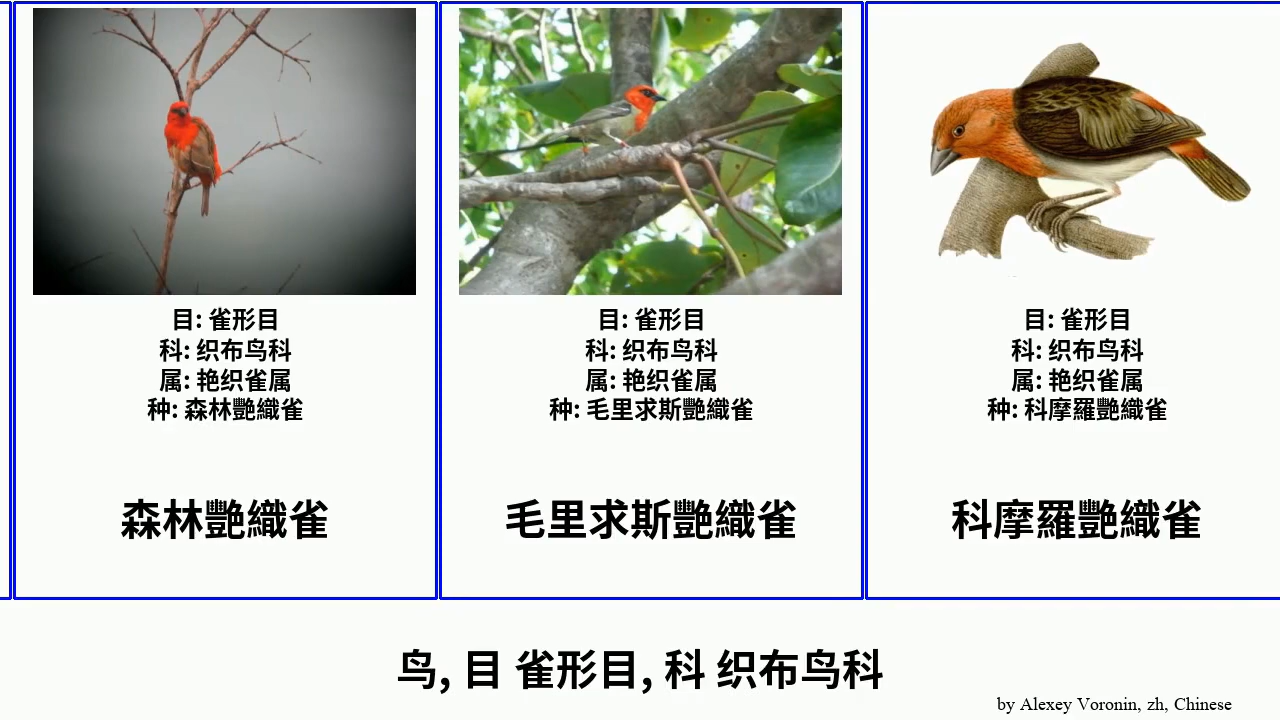 目: 雀形目
科: 织布鸟科
属: 艳织雀属
种: 森林艷織雀
森林艷織雀
目: 雀形目
科: 织布鸟科
属: 艳织雀属
种: 毛里求斯艷織雀
毛里求斯艷織雀
目: 雀形目
科: 织布鸟科
属: 艳织雀属
种: 科摩羅艷織雀
科摩羅艷織雀
鸟, 目 雀形目, 科 织布鸟科
by Alexey Voronin, zh, Chinese